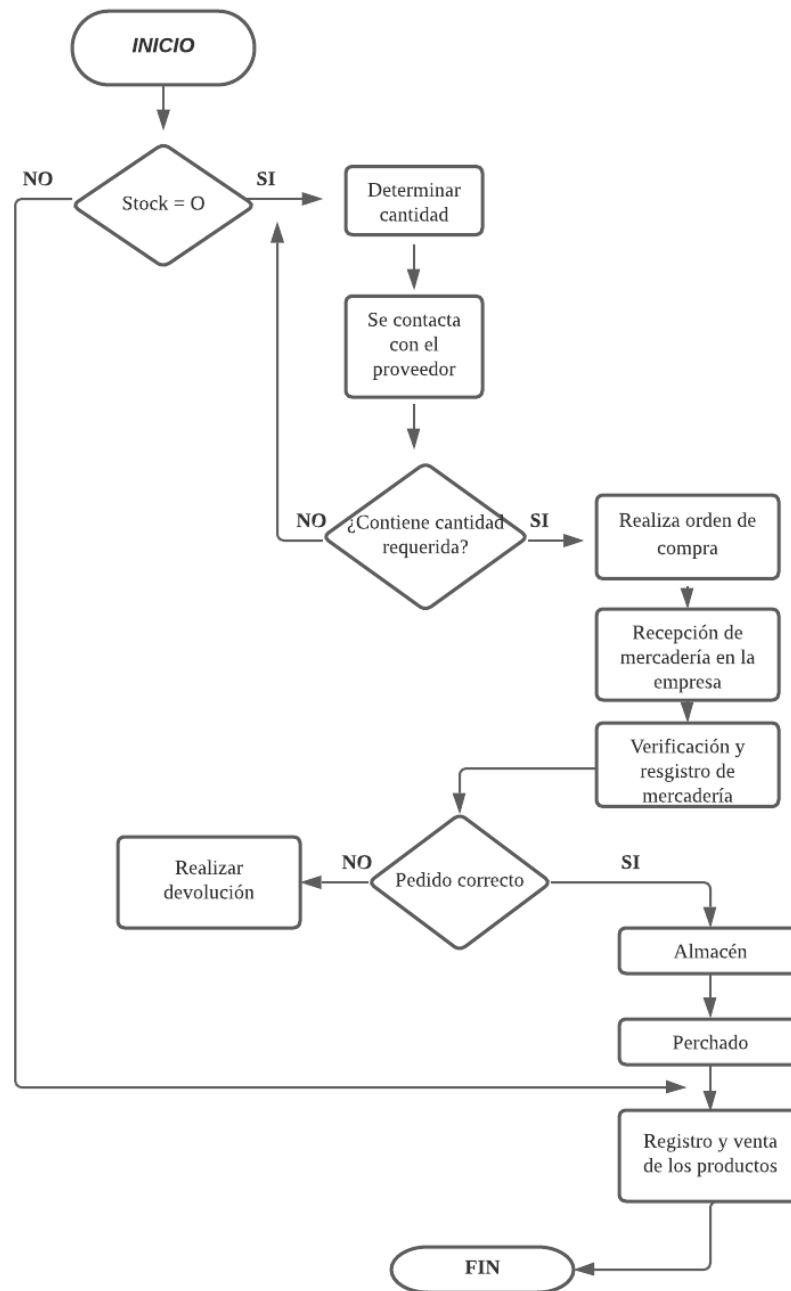 INICIO
NO
SI
Stock = O
Determinar
cantidad
Se contacta
con el
proveedor
NO
¿Contiene cantidad
requerida?
SI
Realiza orden de
compra
Recepción de
mercadería en la
empresa
Verificación y
resgistro de
mercadería
Realizar
devolución
NO
Pedido correcto
SI
Almacén
Perchado
Registro y venta
de los productos
FIN